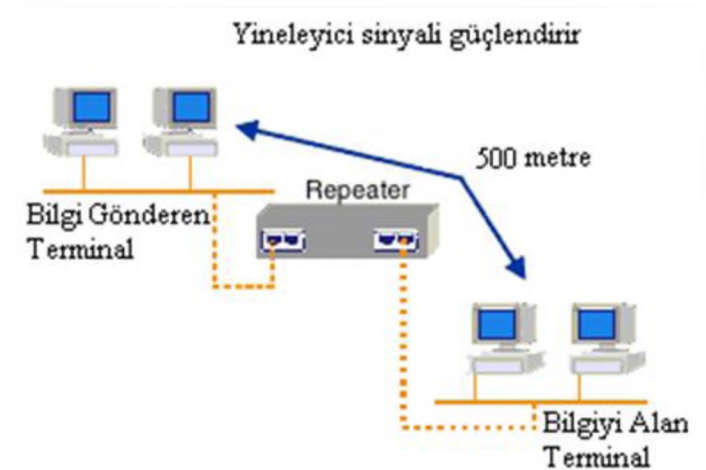 Yineleyici sinyali güçlendirir
500 metre
Repeater
Bilgi Gönderen
Terminal
Bilgiyi Alan
Terminal